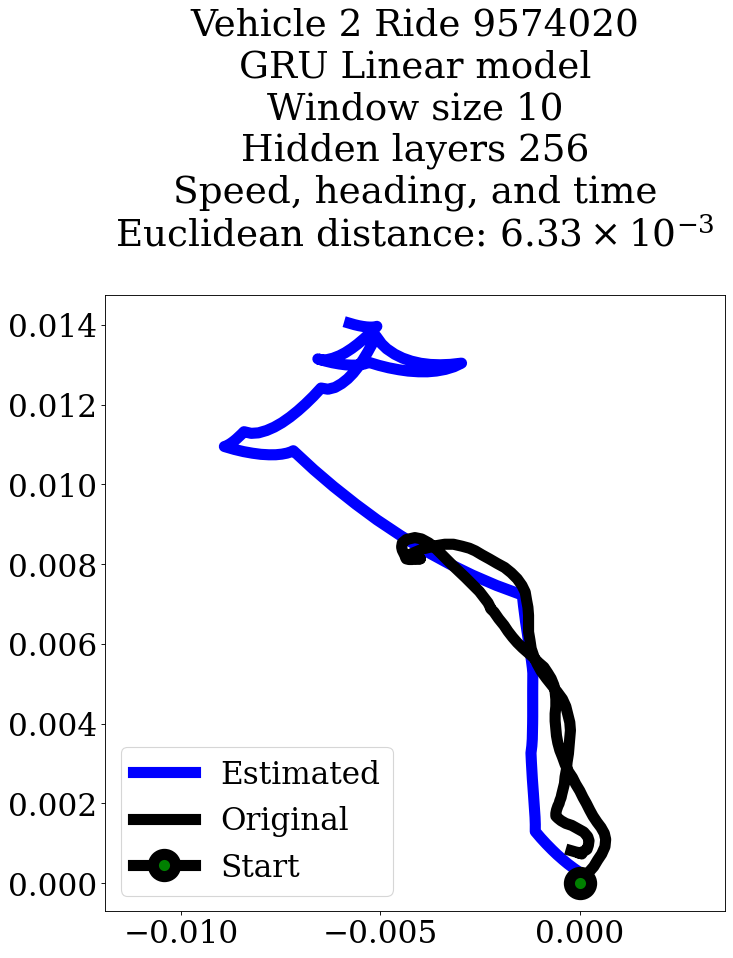 Vehicle 2 Ride 9574020
GRU Linear model
Window size 10
Hidden layers 256
Speed, heading, and time
Euclidean distance: 6.33 × 10⁻³
0.014
0.012
0.010
0.008
0.006
0.004
0.002
0.000
Estimated
Original
Start
−0.010 −0.005 0.000